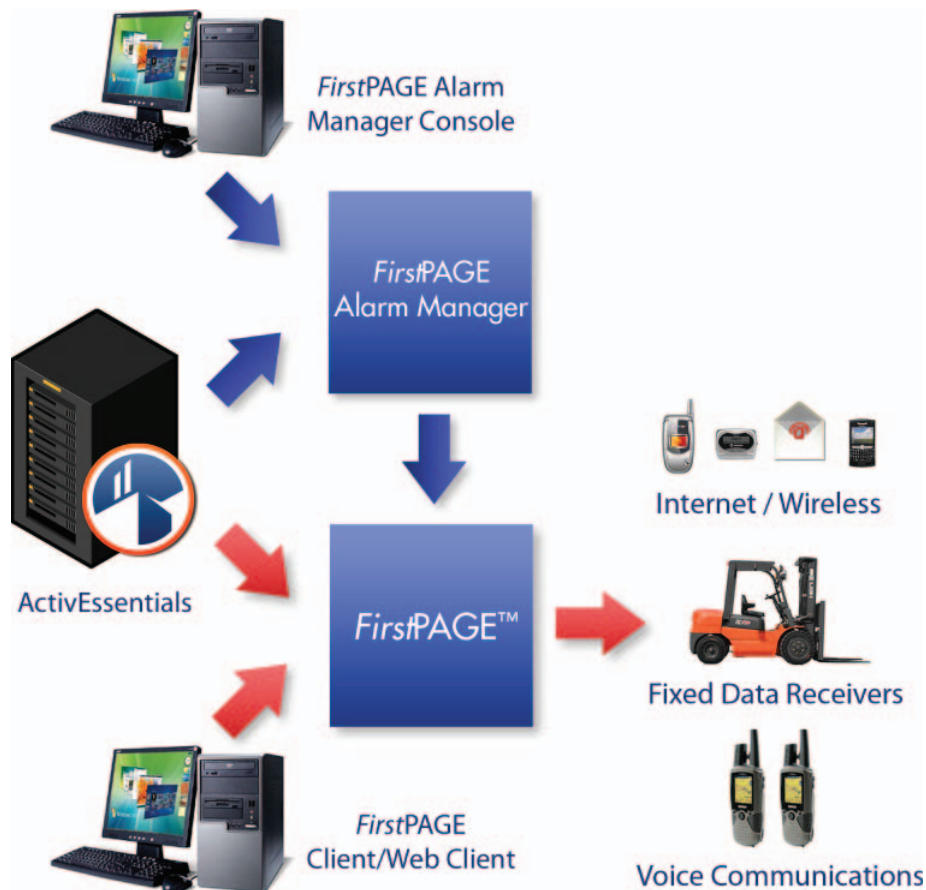 FirstPAGE Alarm
Manager Console
FirstPAGE
Alarm Manager
Internet / Wireless
ActivEssentials
FirstPAGE™
Fixed Data Receivers
FirstPAGE
Client/Web Client
Voice Communications